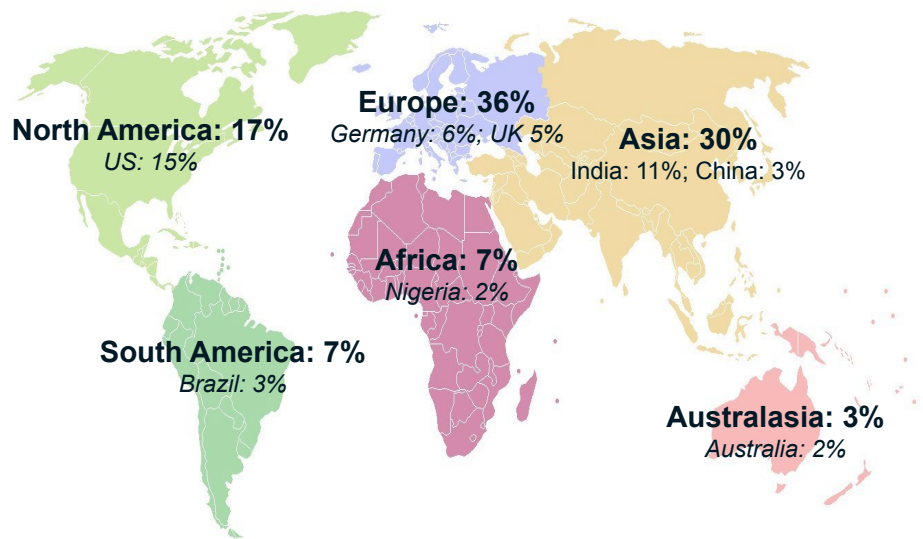 North America: 17%
US: 15%
Europe: 36%
Germany: 6%; UK 5%
Asia: 30%
India: 11%; China: 3%
Africa: 7%
Nigeria: 2%
South America: 7%
Brazil: 3%
Australasia: 3%
Australia: 2%